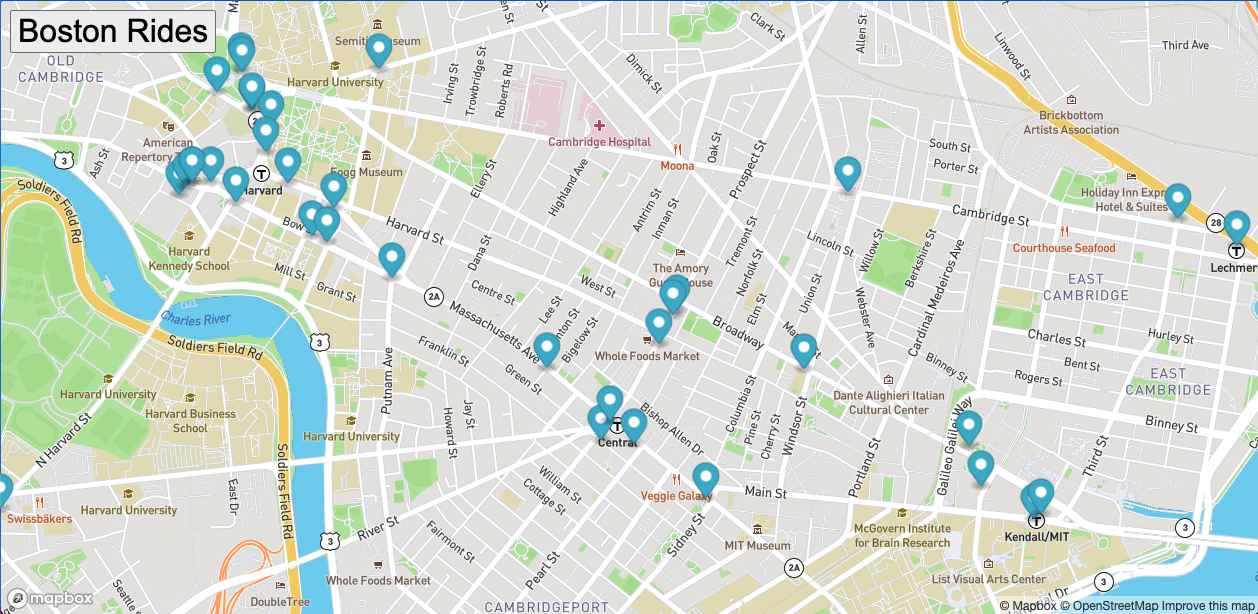 Boston Rides
OLD
CAMBRIDGE
Semitic Museum
Harvard University
Irving St
Trowbridge St
Roberts Rd
Dimick St
Clark St
Allen St
Linwood St
Third Ave
Brickbottom
Artists Association
American
Repertory
Ash St
3
Harvard
Fogg Museum
Cambridge Hospital
Moona
Oak St
Prospect St
South St
Porter St
Holiday Inn Express
Hotel & Suites
28
Soldiers Field Rd
Harvard
Kennedy School
Bow St
Mill St
Grant St
Harvard St
Ellery St
Highland Ave
Antrim St
Inman St
Tremont St
Norfolk St
Lincoln St
Willow St
Berkshire St
Cambridge St
Courthouse Seafood
Lechmere
Dana St
Centre St
West St
The Amory
Guesthouse
Elm St
Union St
Webster Ave
Cardinal Medeiros Ave
EAST
CAMBRIDGE
2A
Charles River
Soldiers Field Rd
3
Massachusetts Ave
Lee St
Bigelow St
Broadway
Whole Foods Market
Charles St
Hurley St
Bent St
Rogers St
Binney St
EAST
CAMBRIDGE
Franklin St
Green St
Putnam Ave
Harvard University
Harvard Business
School
N Harvard St
Dante Alighieri Italian
Cultural Center
Binney St
Jay St
Howard St
Harvard University
Central
Bishop Allen Dr
Columbia St
Pine St
Cherry St
Windsor St
Portland St
Galileo Galilei Way
Third St
Soldiers Field Rd
East Dr
Swissbäkers
Harvard University
William St
Cottage St
Veggie Galaxy
Main St
River St
3
Fairmont St
Pearl St
Sidney St
MIT Museum
McGovern Institute
for Brain Research
Kendall/MIT
3
Whole Foods Market
2A
List Visual Arts Center
3
Seattle St
DoubleTree
CAMBRIDGEPORT
mapbox
© Mapbox © OpenStreetMap Improve this map